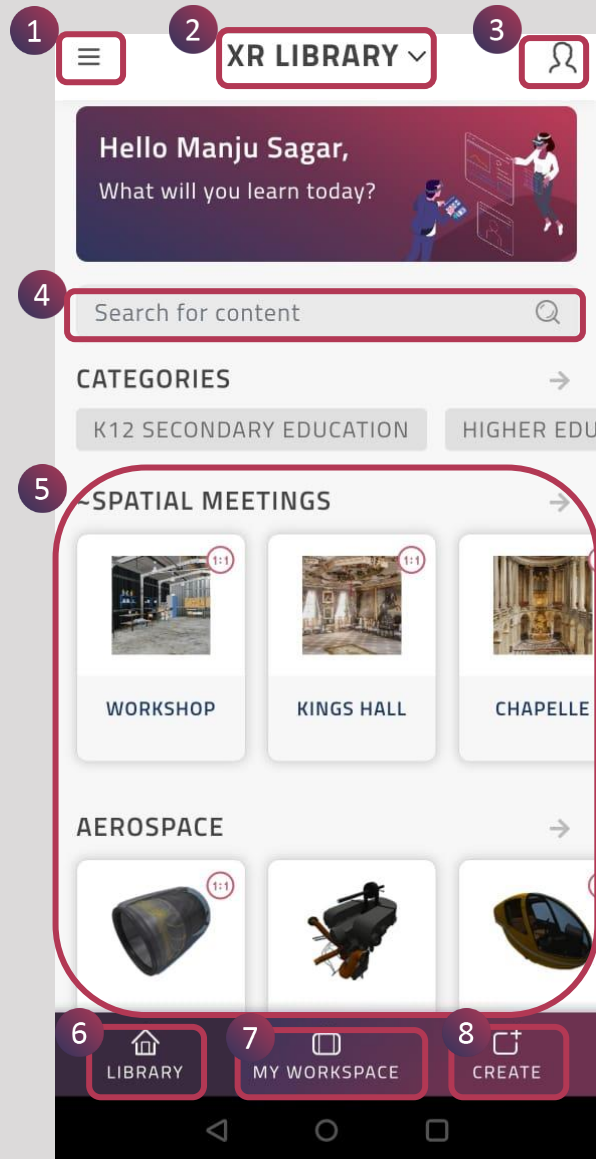 1
2
3
XR LIBRARY
Hello Manju Sagar,
What will you learn today?
4
Search for content
CATEGORIES
K12 SECONDARY EDUCATION
HIGHER EDU
5
~SPATIAL MEETINGS
1:1
1:1
WORKSHOP
KINGS HALL
CHAPELLE
AEROSPACE
1:1
6
7
8
LIBRARY
MY WORKSPACE
CREATE